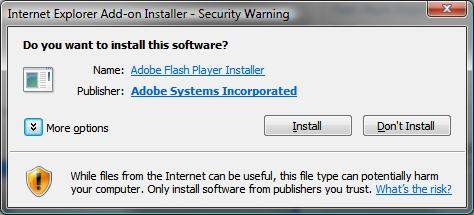 Internet Explorer Add-on Installer - Security Warning
Do you want to install this software?
Name: Adobe Flash Player Installer
Publisher: Adobe Systems Incorporated
More options
Install
Don't Install
While files from the Internet can be useful, this file type can potentially harm
your computer. Only install software from publishers you trust. What's the risk?